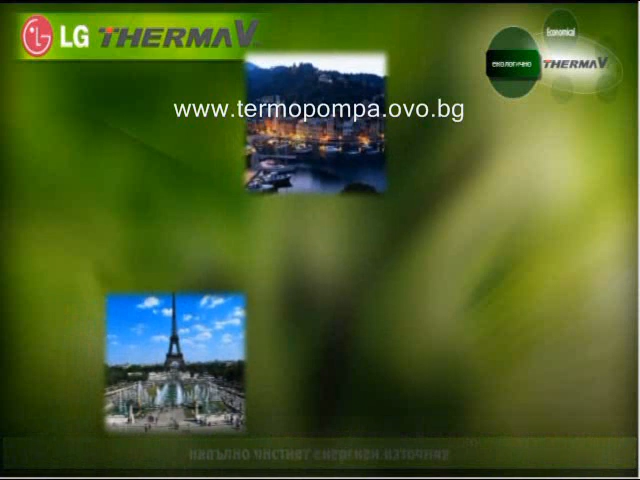 LG THERMA V
Economical
екологично
THERMA V
www.termopompa.ovo.bg
напълно чистият енергиен източник